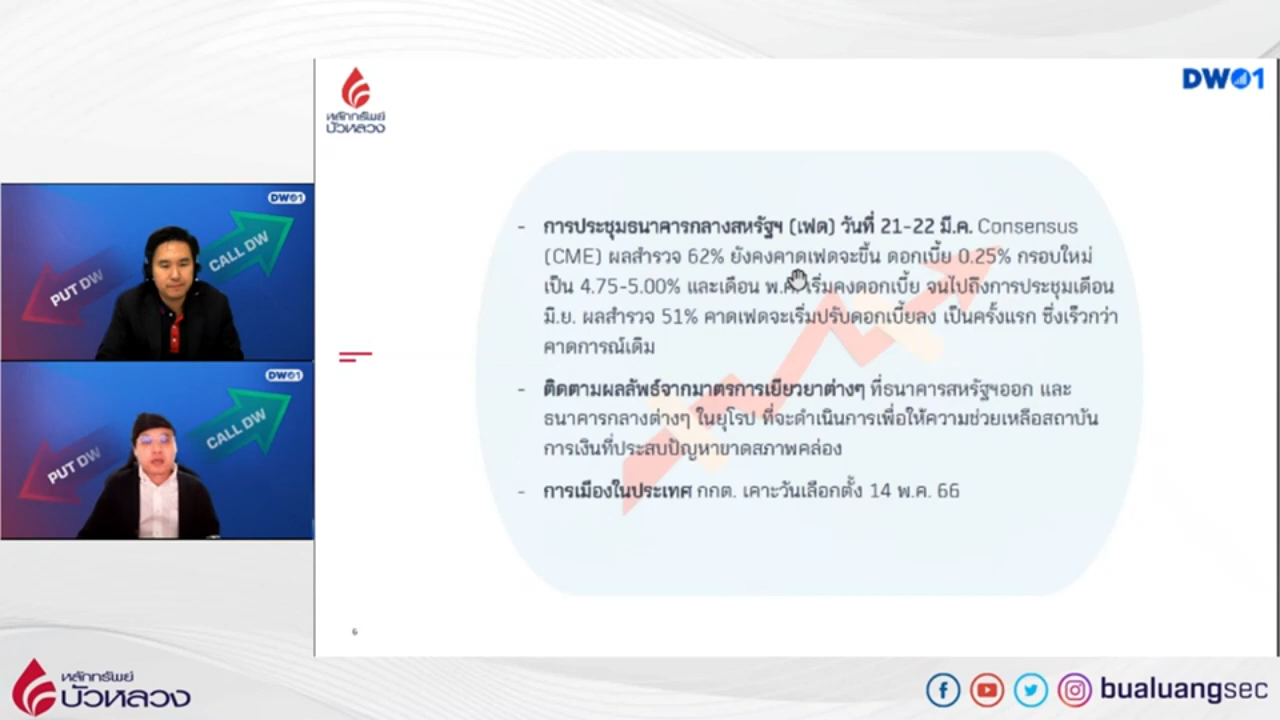 หลักทรัพย์
บัวหลวง
DW01
DW01
CALL DW
PUT DW
DW01
CALL DW
PUT DW
- การประชุมธนาคารกลางสหรัฐฯ (เฟด) วันที่ 21-22 มี.ค. Consensus
(CME) ผลสำรวจ 62% ยังคงคาดเฟดจะขึ้น ดอกเบี้ย 0.25% กรอบใหม่
เป็น 4.75-5.00% และเดือน พ.ค. เริ่มคงดอกเบี้ย จนไปถึงการประชุมเดือน
มิ.ย. ผลสำรวจ 51% คาดเฟดจะเริ่มปรับดอกเบี้ยลง เป็นครั้งแรก ซึ่งเร็วกว่า
คาดการณ์เดิม
- ติดตามผลลัพธ์จากมาตรการเยียวยาต่างๆ ที่ธนาคารสหรัฐฯออก และ
ธนาคารกลางต่างๆ ในยุโรป ที่จะดำเนินการเพื่อให้ความช่วยเหลือสถาบัน
การเงินที่ประสบปัญหาขาดสภาพคล่อง
- การเมืองในประเทศ กกต. เคาะวันเลือกตั้ง 14 พ.ค. 66
6
หลักทรัพย์
บัวหลวง
bualuangsec